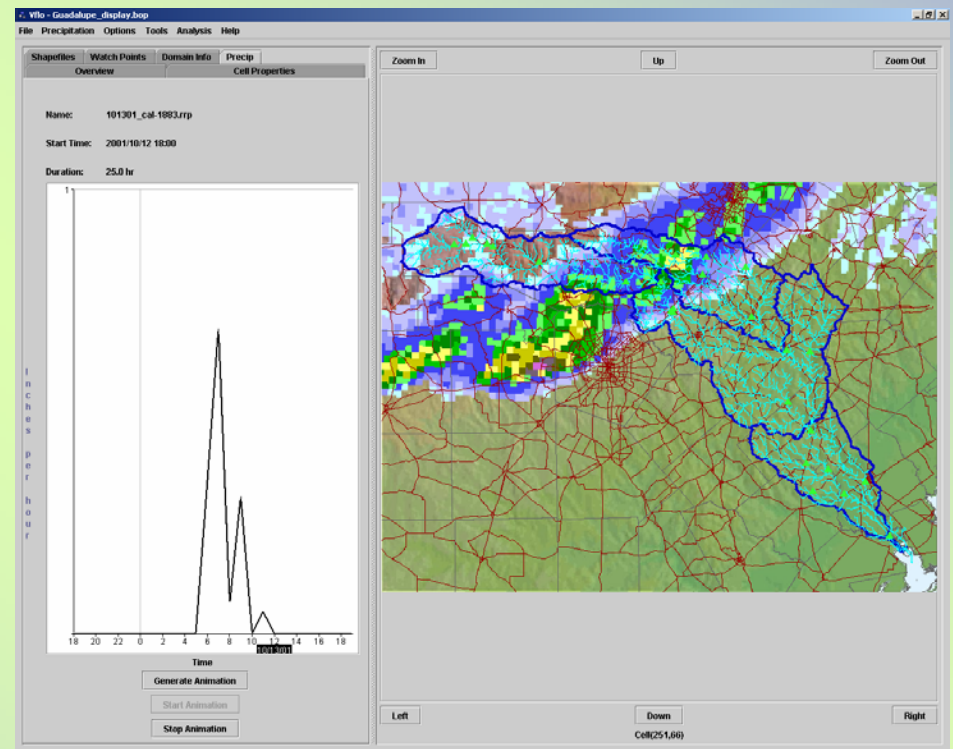 Vflo - Guadalupe_display.bop
File Precipitation Options Tools Analysis Help
Shapefiles Watch Points Domain Info Precip
Overview Cell Properties
Name: 101301_cal-1883.rrp
Start Time: 2001/10/12 18:00
Duration: 25.0 hr
1
Inches per hour
18 20 22 0 2 4 6 8 10 12 14 16 18
10/13/01
Time
Generate Animation
Start Animation
Stop Animation
Zoom In Up Zoom Out
Left Down Right
Cell(251,66)